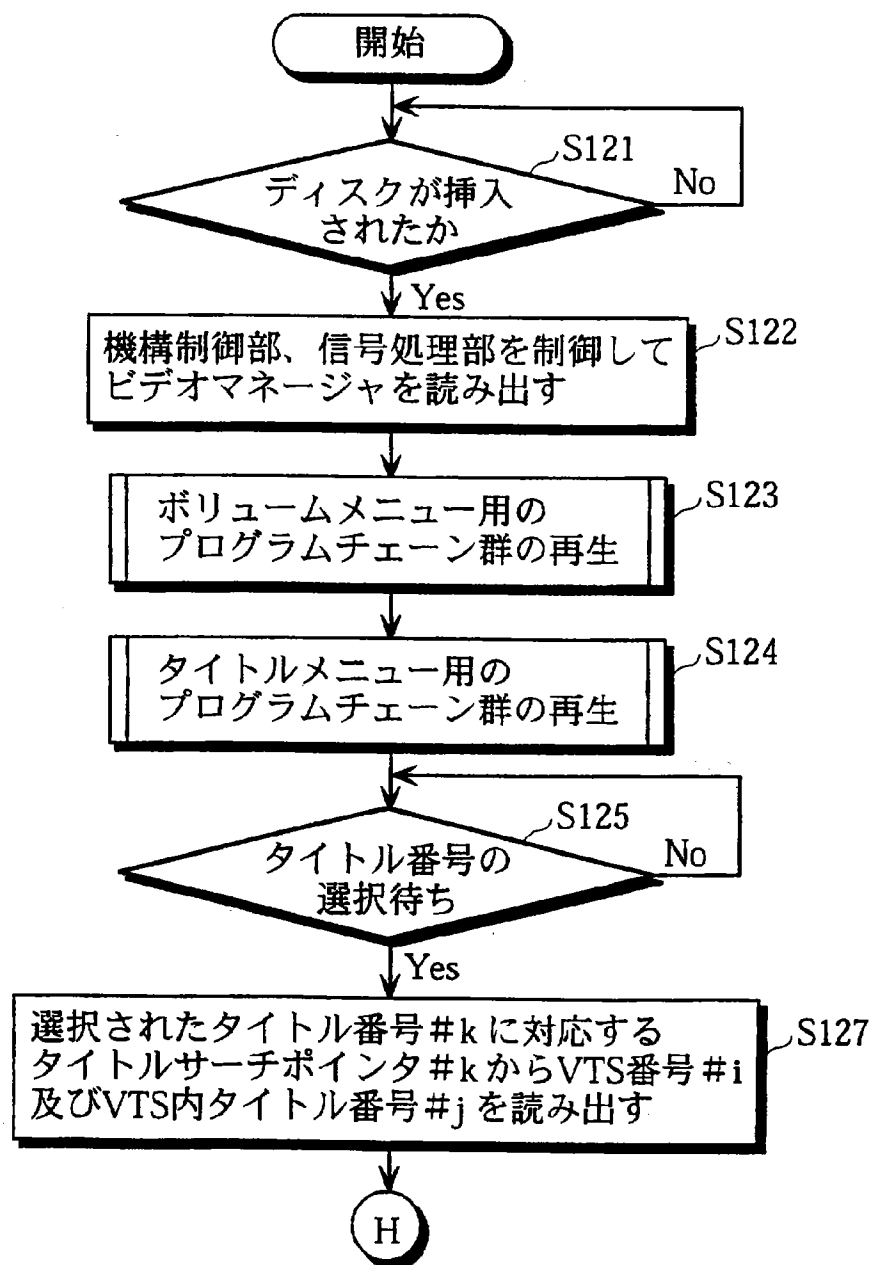 開始
S121
ディスクが挿入
されたか
No
Yes
S122
機構制御部、信号処理部を制御して
ビデオマネージャを読み出す
S123
ボリュームメニュー用の
プログラムチェーン群の再生
S124
タイトルメニュー用の
プログラムチェーン群の再生
S125
タイトル番号の
選択待ち
No
Yes
S127
選択されたタイトル番号#kに対応する
タイトルサーチポインタ#kからVTS番号#i
及びVTS内タイトル番号#jを読み出す
H